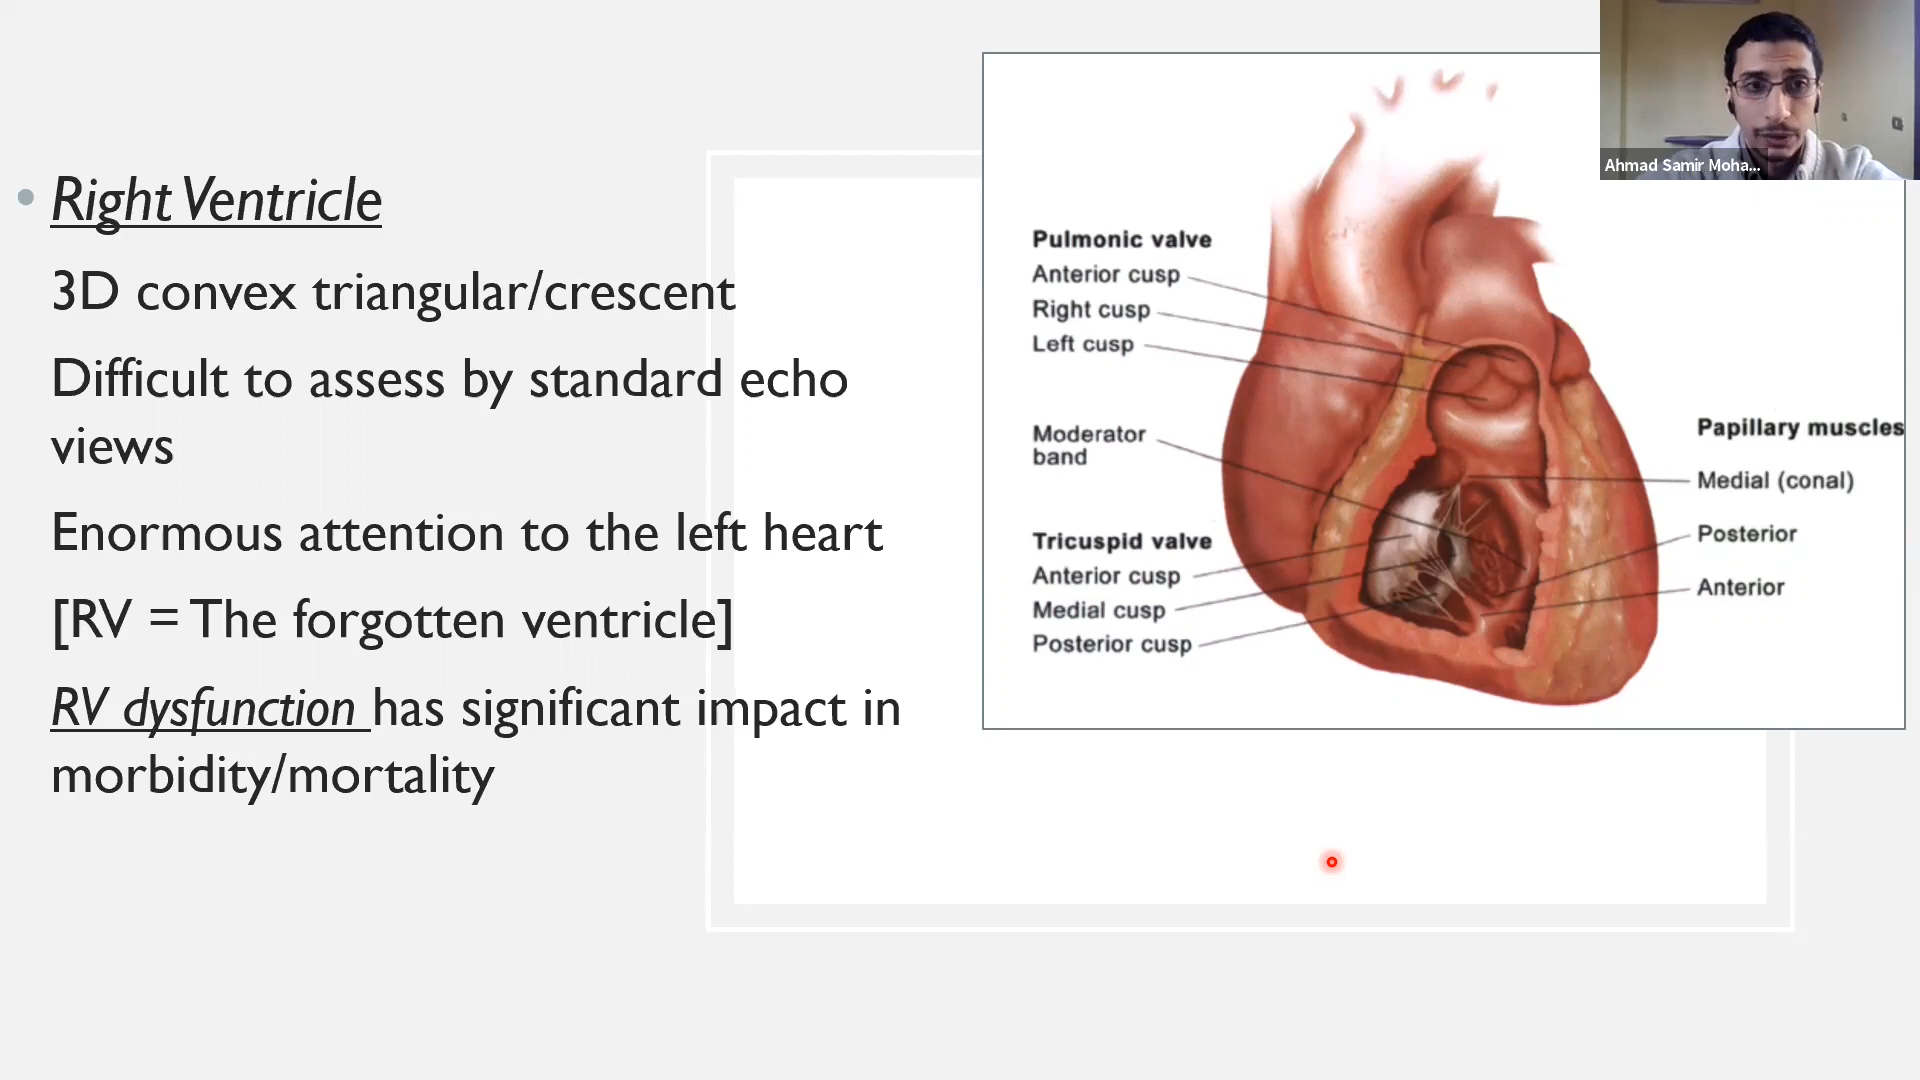 Right Ventricle
3D convex triangular/crescent
Difficult to assess by standard echo
views
Enormous attention to the left heart
[RV = The forgotten ventricle]
RV dysfunction has significant impact in
morbidity/mortality
Pulmonic valve
Anterior cusp
Right cusp
Left cusp
Moderator
band
Tricuspid valve
Anterior cusp
Medial cusp
Posterior cusp
Papillary muscles
Medial (conal)
Posterior
Anterior
Ahmad Samir Moha...